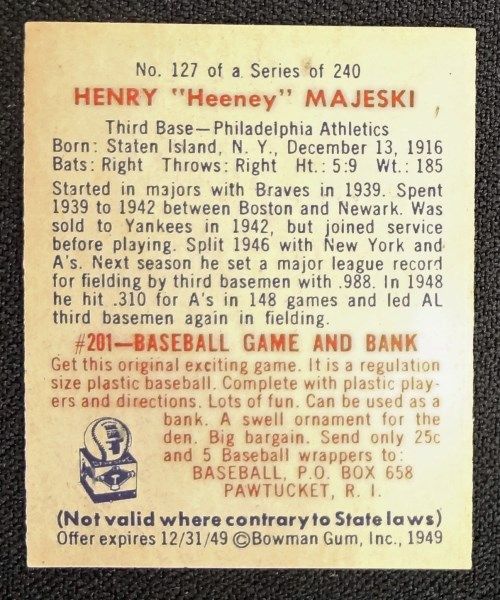 No. 127 of a Series of 240
HENRY "Heeney" MAJESKI
Third Base—Philadelphia Athletics
Born: Staten Island, N. Y., December 13, 1916
Bats: Right Throws: Right Ht.: 5:9 Wt.: 185
Started in majors with Braves in 1939. Spent
1939 to 1942 between Boston and Newark. Was
sold to Yankees in 1942, but joined service
before playing. Split 1946 with New York and
A's. Next season he set a major league record
for fielding by third basemen with .988. In 1948
he hit .310 for A's in 148 games and led AL
third basemen again in fielding.
#201—BASEBALL GAME AND BANK
Get this original exciting game. It is a regulation
size plastic baseball. Complete with plastic play-
ers and directions. Lots of fun. Can be used as a
bank. A swell ornament for the
den. Big bargain. Send only 25c
and 5 Baseball wrappers to:
BASEBALL, P.O. BOX 658
PAWTUCKET, R. I.
(Not valid where contrary to State laws)
Offer expires 12/31/49 ©Bowman Gum, Inc., 1949